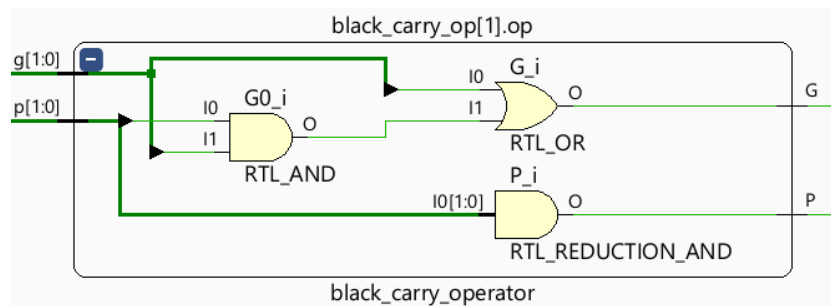 black_carry_op[1].op
g[1:0]
p[1:0]
G0_i
I0
I1
O
RTL_AND
G_i
I0
I1
O
RTL_OR
G
P_i
I0[1:0]
O
RTL_REDUCTION_AND
P
black_carry_operator